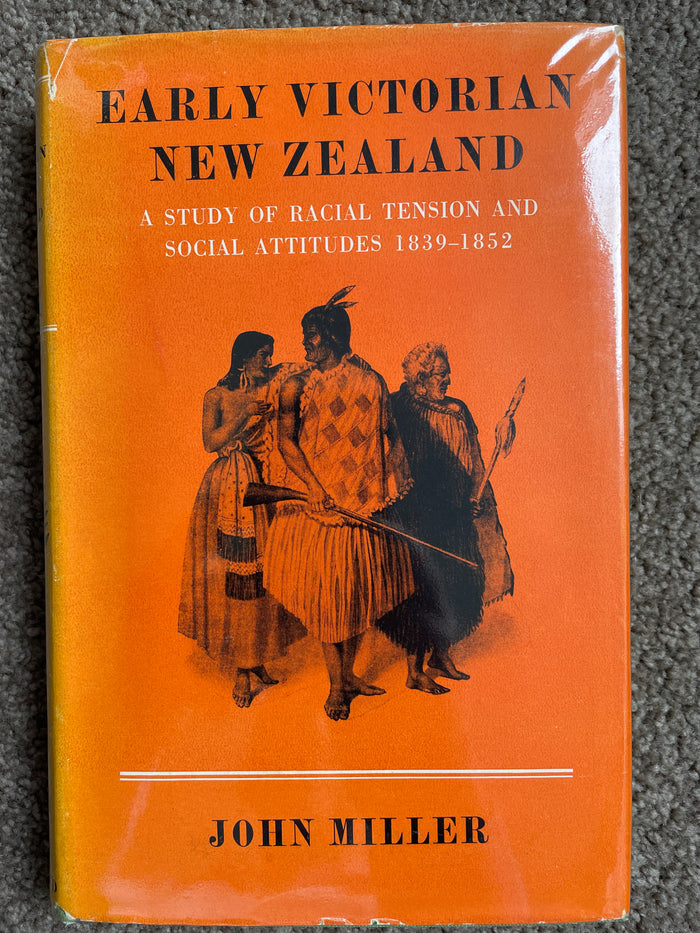 EARLY VICTORIAN
NEW ZEALAND
A STUDY OF RACIAL TENSION AND
SOCIAL ATTITUDES 1839–1852
JOHN MILLER